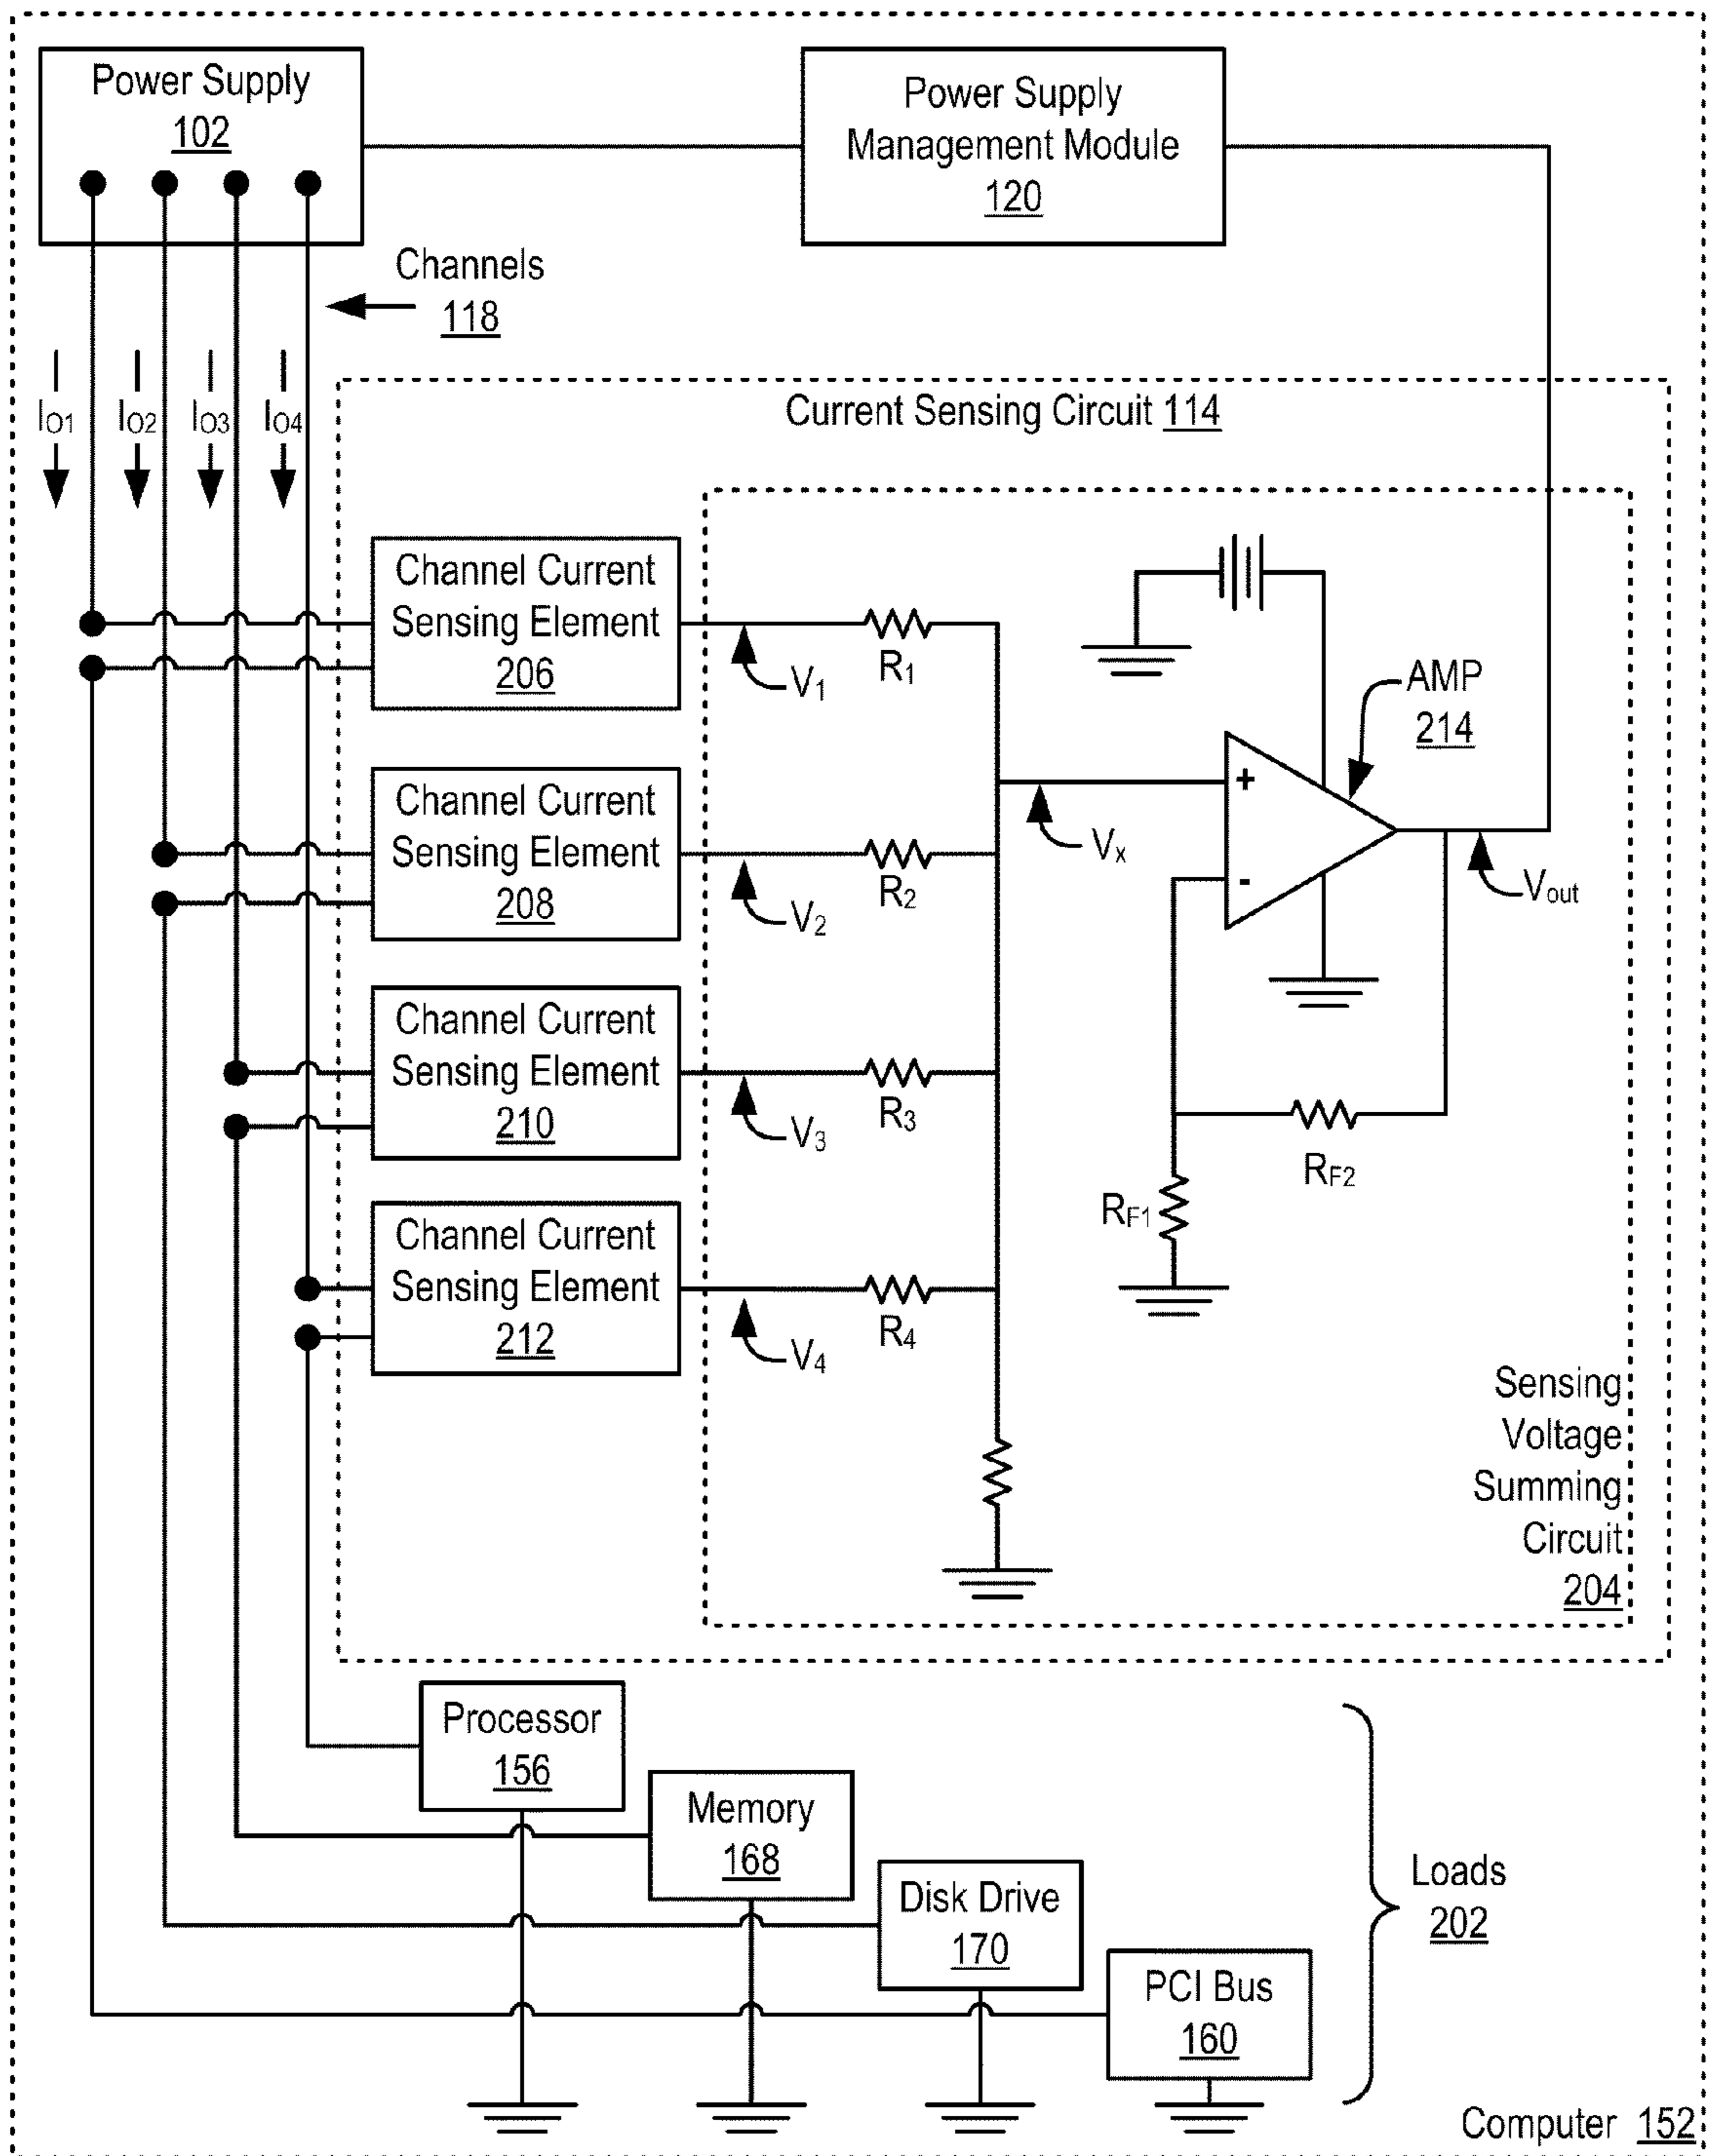 Power Supply
102
Power Supply
Management Module
120
Channels
118
IO1
IO2
IO3
IO4
Current Sensing Circuit 114
Channel Current
Sensing Element
206
V1
R1
AMP
214
+
-
Vx
Vout
Channel Current
Sensing Element
208
V2
R2
Channel Current
Sensing Element
210
V3
R3
RF2
RF1
Channel Current
Sensing Element
212
V4
R4
Sensing
Voltage
Summing
Circuit
204
Processor
156
Memory
168
Disk Drive
170
PCI Bus
160
Loads
202
Computer 152